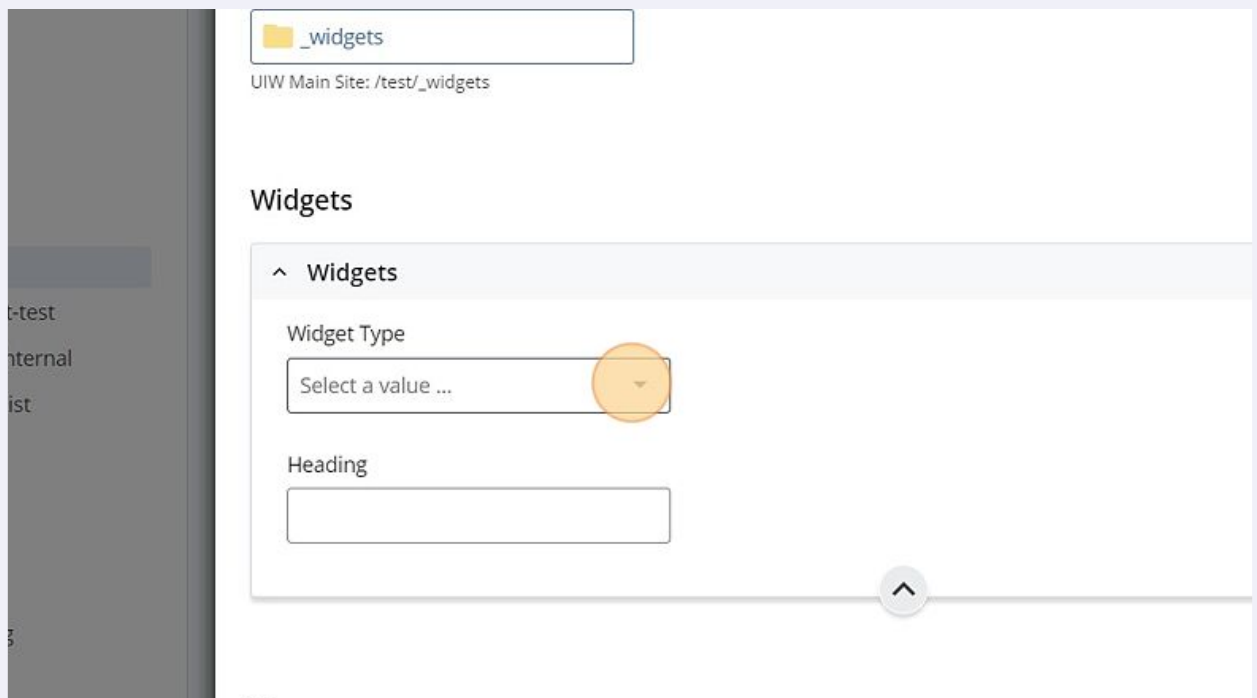 _widgets
UIW Main Site: /test/_widgets
Widgets
Widgets
Widget Type
t-test
Select a value ...
nternal
ist
Heading
g